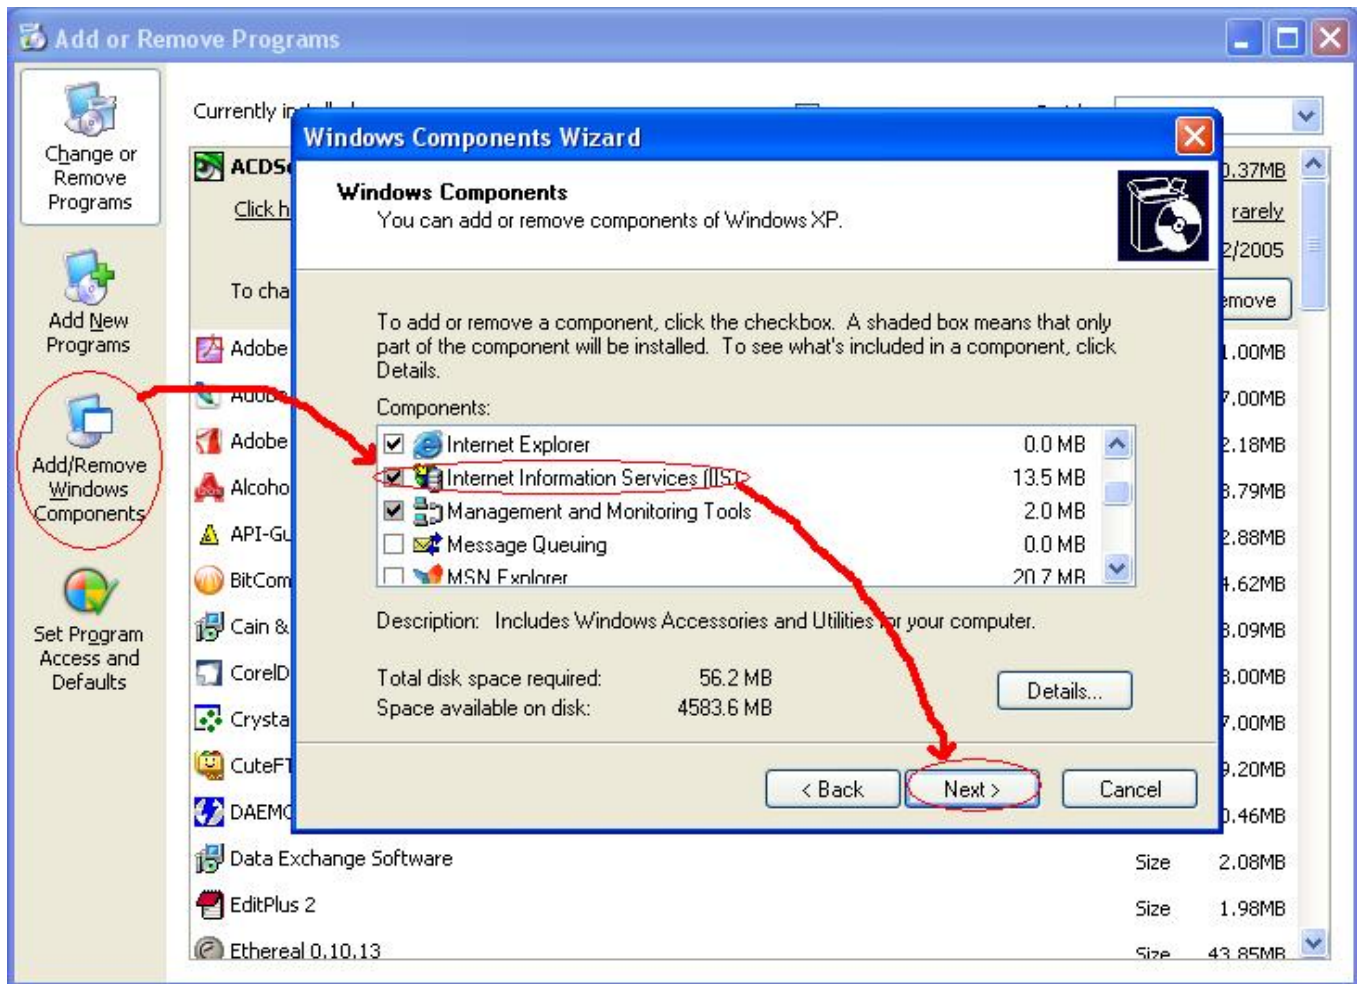 Add or Remove Programs
Change or
Remove
Programs
Add New
Programs
Add/Remove
Windows
Components
Set Program
Access and
Defaults
Currently
ACDSe
Click h
To cha
Adobe
Adobe
Adobe
Alcoho
API-Gu
BitCom
Cain &
CorelD
Crysta
CuteFT
DAEMO
Data Exchange Software Size 2.08MB
EditPlus 2 Size 1.98MB
Ethereal 0.10.13 Size 43.85MB
0.37MB
rarely
2/2005
emove
1.00MB
7.00MB
2.18MB
3.79MB
2.88MB
4.62MB
3.09MB
3.00MB
7.00MB
9.20MB
0.46MB
Windows Components Wizard
Windows Components
You can add or remove components of Windows XP.
To add or remove a component, click the checkbox. A shaded box means that only
part of the component will be installed. To see what's included in a component, click
Details.
Components:
Internet Explorer 0.0 MB
Internet Information Services (IIS) 13.5 MB
Management and Monitoring Tools 2.0 MB
Message Queuing 0.0 MB
MSN Explorer 20.7 MB
Description: Includes Windows Accessories and Utilities for your computer.
Total disk space required: 56.2 MB
Space available on disk: 4583.6 MB
Details...
< Back Next > Cancel